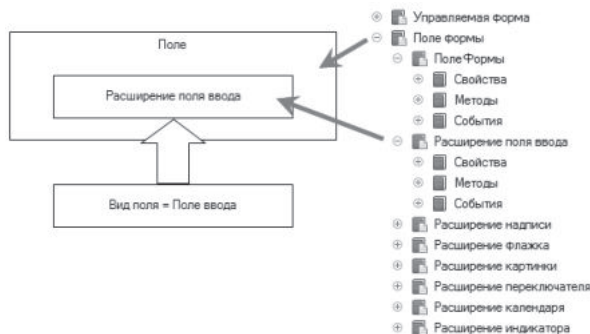 Поле
Расширение поля ввода
Вид поля = Поле ввода
Управляемая форма
Поле формы
ПолеФормы
Свойства
Методы
События
Расширение поля ввода
Свойства
Методы
События
Расширение надписи
Расширение флажка
Расширение картинки
Расширение переключателя
Расширение календаря
Расширение индикатора